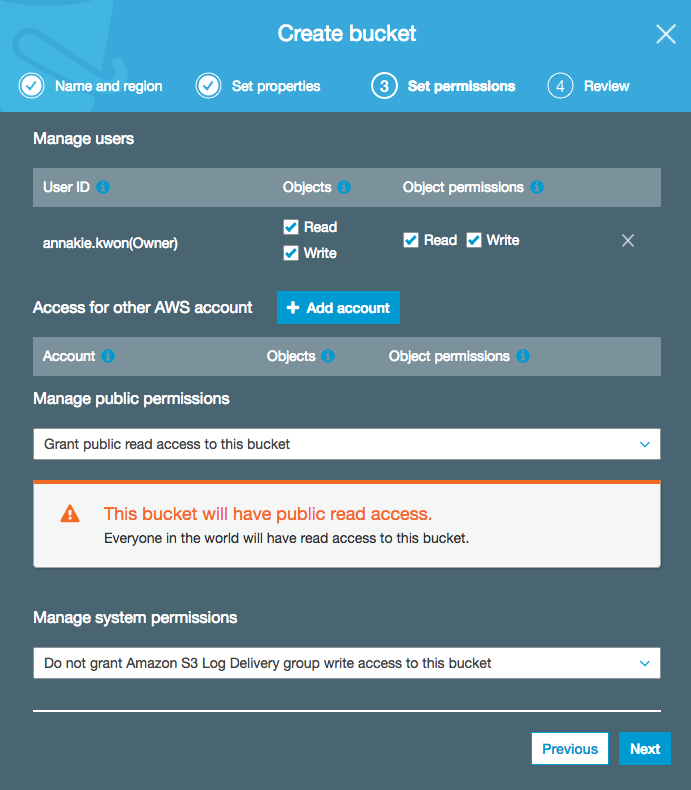 Create bucket
Name and region
Set properties
3 Set permissions
4 Review
Manage users
User ID Objects Object permissions
annakie.kwon(Owner)
Read
Write
Read Write
Access for other AWS account + Add account
Account Objects Object permissions
Manage public permissions
Grant public read access to this bucket
This bucket will have public read access.
Everyone in the world will have read access to this bucket.
Manage system permissions
Do not grant Amazon S3 Log Delivery group write access to this bucket
Previous Next